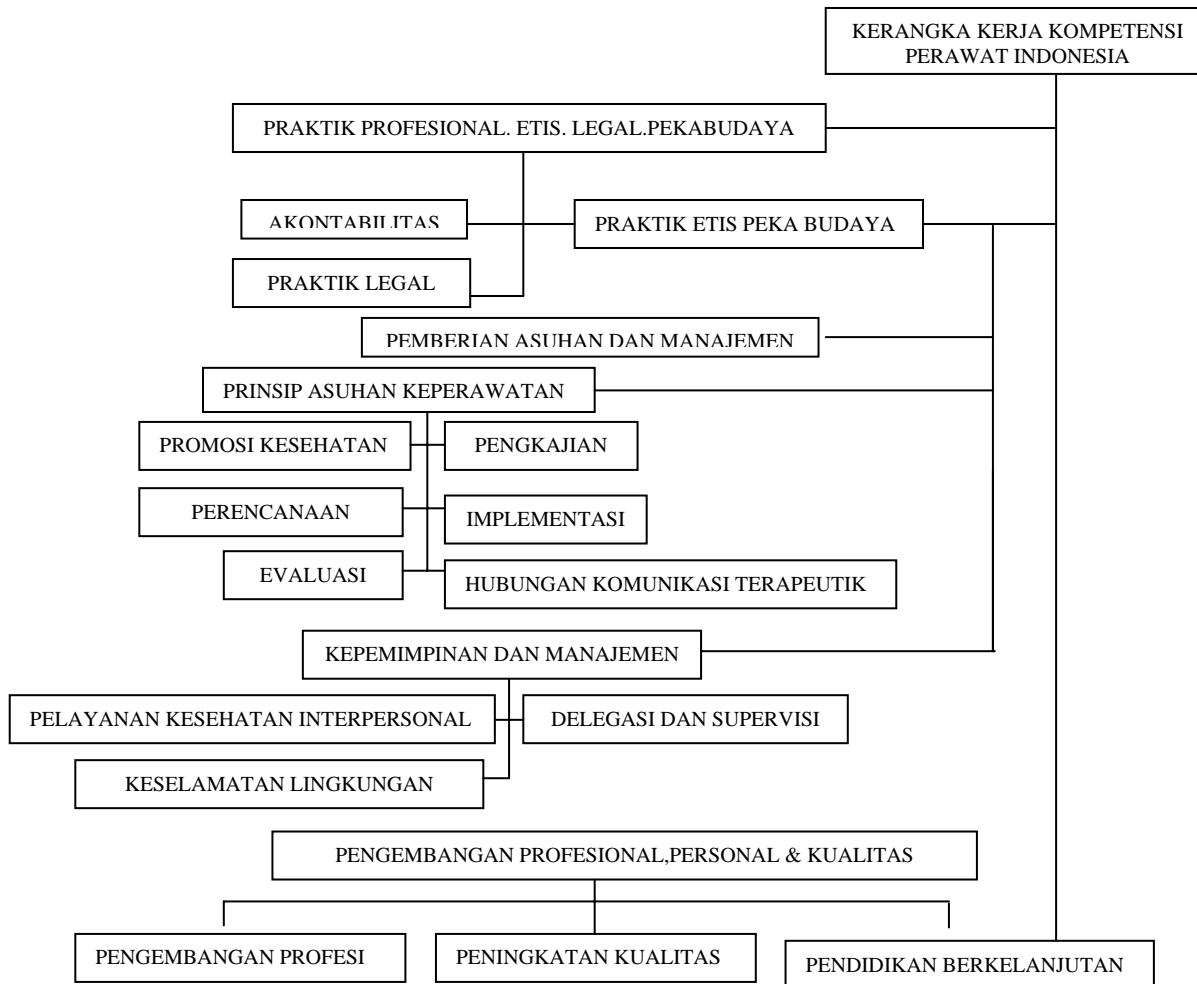 KERANGKA KERJA KOMPETENSI
PERAWAT INDONESIA
PRAKTIK PROFESIONAL. ETIS. LEGAL.PEKABUDAYA
AKONTABILITAS
PRAKTIK ETIS PEKA BUDAYA
PRAKTIK LEGAL
PEMBERIAN ASUHAN DAN MANAJEMEN
PRINSIP ASUHAN KEPERAWATAN
PROMOSI KESEHATAN
PENGKAJIAN
PERENCANAAN
IMPLEMENTASI
EVALUASI
HUBUNGAN KOMUNIKASI TERAPEUTIK
KEPEMIMPINAN DAN MANAJEMEN
PELAYANAN KESEHATAN INTERPERSONAL
DELEGASI DAN SUPERVISI
KESELAMATAN LINGKUNGAN
PENGEMBANGAN PROFESIONAL,PERSONAL & KUALITAS
PENGEMBANGAN PROFESI
PENINGKATAN KUALITAS
PENDIDIKAN BERKELANJUTAN